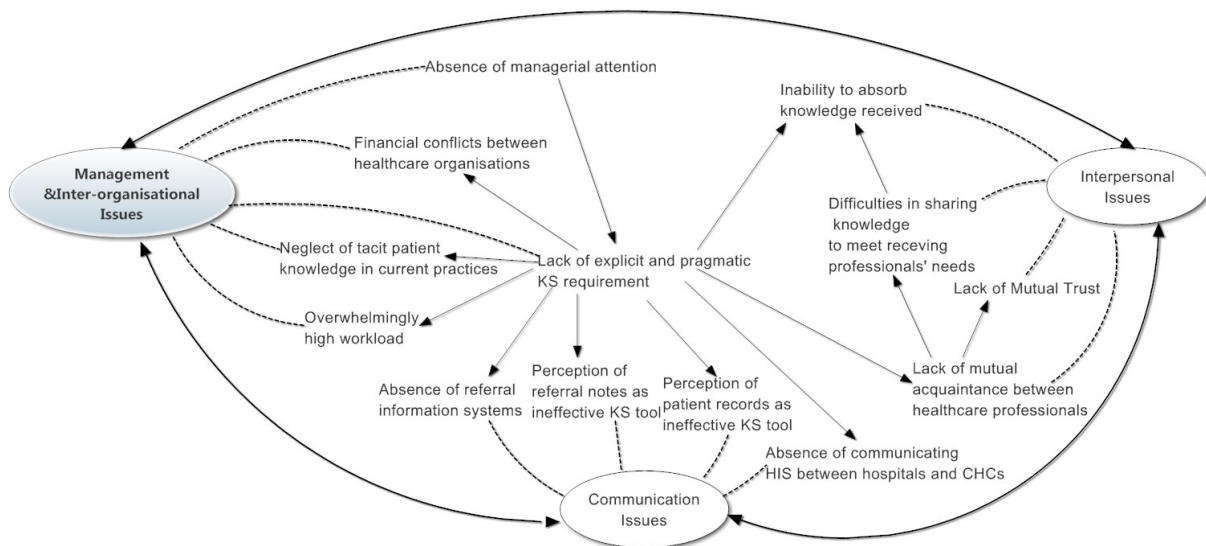 Absence of managerial attention
Inability to absorb
knowledge received
Financial conflicts between
healthcare organisations
Management
&Inter-organisational
Issues
Interpersonal
Issues
Difficulties in sharing
knowledge
to meet receving
professionals' needs
Neglect of tacit patient
knowledge in current practices
Lack of explicit and pragmatic
KS requirement
Lack of Mutual Trust
Overwhelmingly
high workload
Absence of referral
information systems
Perception of
referral notes as
ineffective KS tool
Perception of
patient records as
ineffective KS tool
Lack of mutual
acquaintance between
healthcare professionals
Absence of communicating
HIS between hospitals and CHCs
Communication
Issues